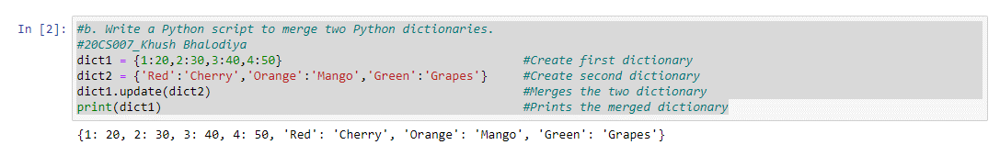 In [2]: #b. Write a Python script to merge two Python dictionaries.
#20CS007_Khush Bhalodiya
dict1 = {1:20,2:30,3:40,4:50} #Create first dictionary
dict2 = {'Red':'Cherry','Orange':'Mango','Green':'Grapes'} #Create second dictionary
dict1.update(dict2) #Merges the two dictionary
print(dict1) #Prints the merged dictionary
{1: 20, 2: 30, 3: 40, 4: 50, 'Red': 'Cherry', 'Orange': 'Mango', 'Green': 'Grapes'}